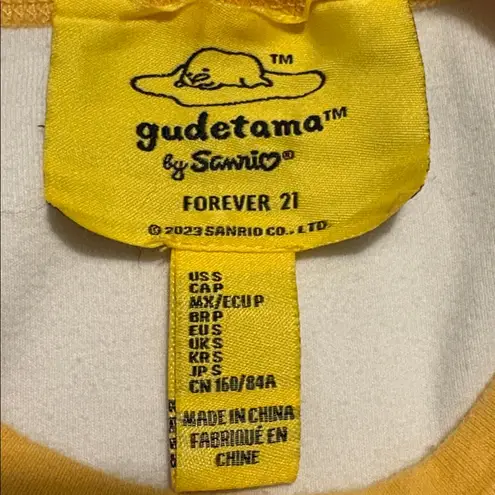 TM
gudetama™
by Sanrio®
FOREVER 21
© 2023 SANRIO CO., LTD
US S
CA P
MX/ECU P
BR P
EU S
UK S
KR S
JP S
CN 160/84A
MADE IN CHINA
FABRIQUÉ EN
CHINE